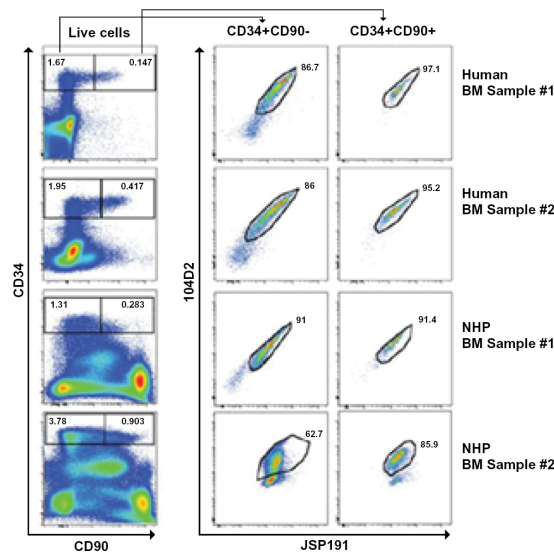 Live cells
CD34+CD90-
CD34+CD90+
1.67
0.147
86.7
97.1
Human
BM Sample #1
1.95
0.417
86
95.2
Human
BM Sample #2
1.31
0.283
91
91.4
NHP
BM Sample #1
3.78
0.903
62.7
85.9
NHP
BM Sample #2
CD34
104D2
CD90
JSP191